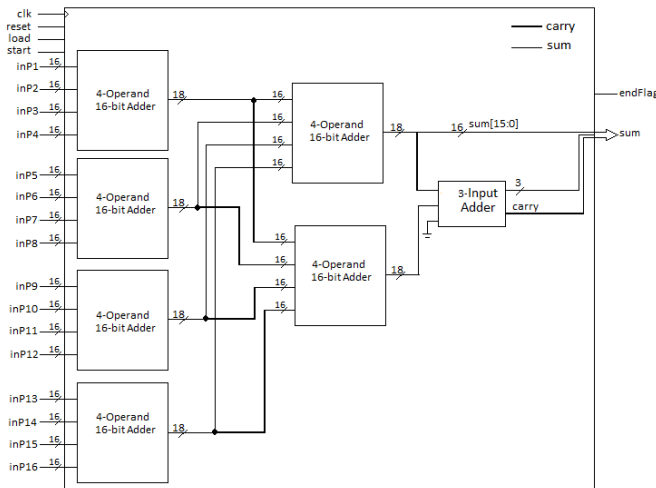 clk
reset
load
start
carry
sum
inP1 16
inP2 16
inP3 16
inP4 16
4-Operand
16-bit Adder
18
inP5 16
inP6 16
inP7 16
inP8 16
4-Operand
16-bit Adder
18
inP9 16
inP10 16
inP11 16
inP12 16
4-Operand
16-bit Adder
18
inP13 16
inP14 16
inP15 16
inP16 16
4-Operand
16-bit Adder
18
16
16
16
16
4-Operand
16-bit Adder
18
16
16
16
16
4-Operand
16-bit Adder
18
16 sum[15:0]
3-Input
Adder
3
carry
endFlag
sum